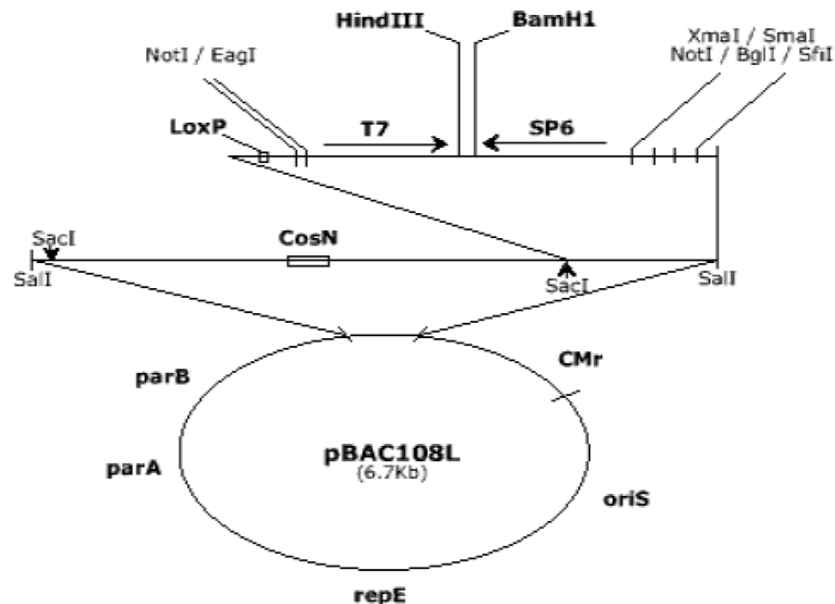 HindIII BamH1
XmaI / SmaI
NotI / EagI NotI / BglI / SfiI
LoxP T7 SP6
SacI CosN
SalI SacI SalI
CMr
parB
pBAC108L
parA (6.7Kb)
oriS
repE